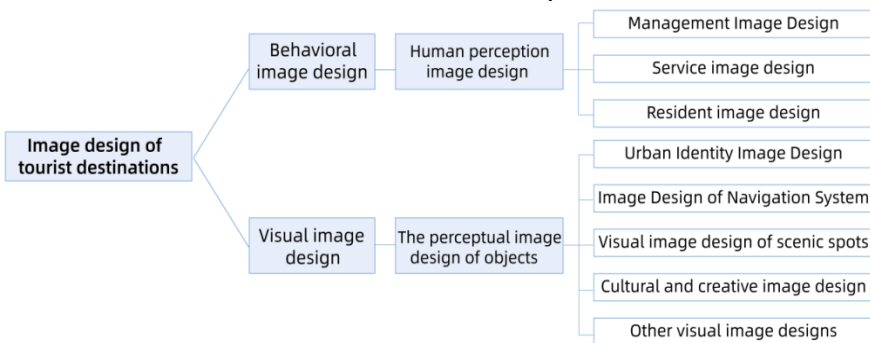 Image design of
tourist destinations
Behavioral
image design
Human perception
image design
Management Image Design
Service image design
Resident image design
Visual image
design
The perceptual image
design of objects
Urban Identity Image Design
Image Design of Navigation System
Visual image design of scenic spots
Cultural and creative image design
Other visual image designs